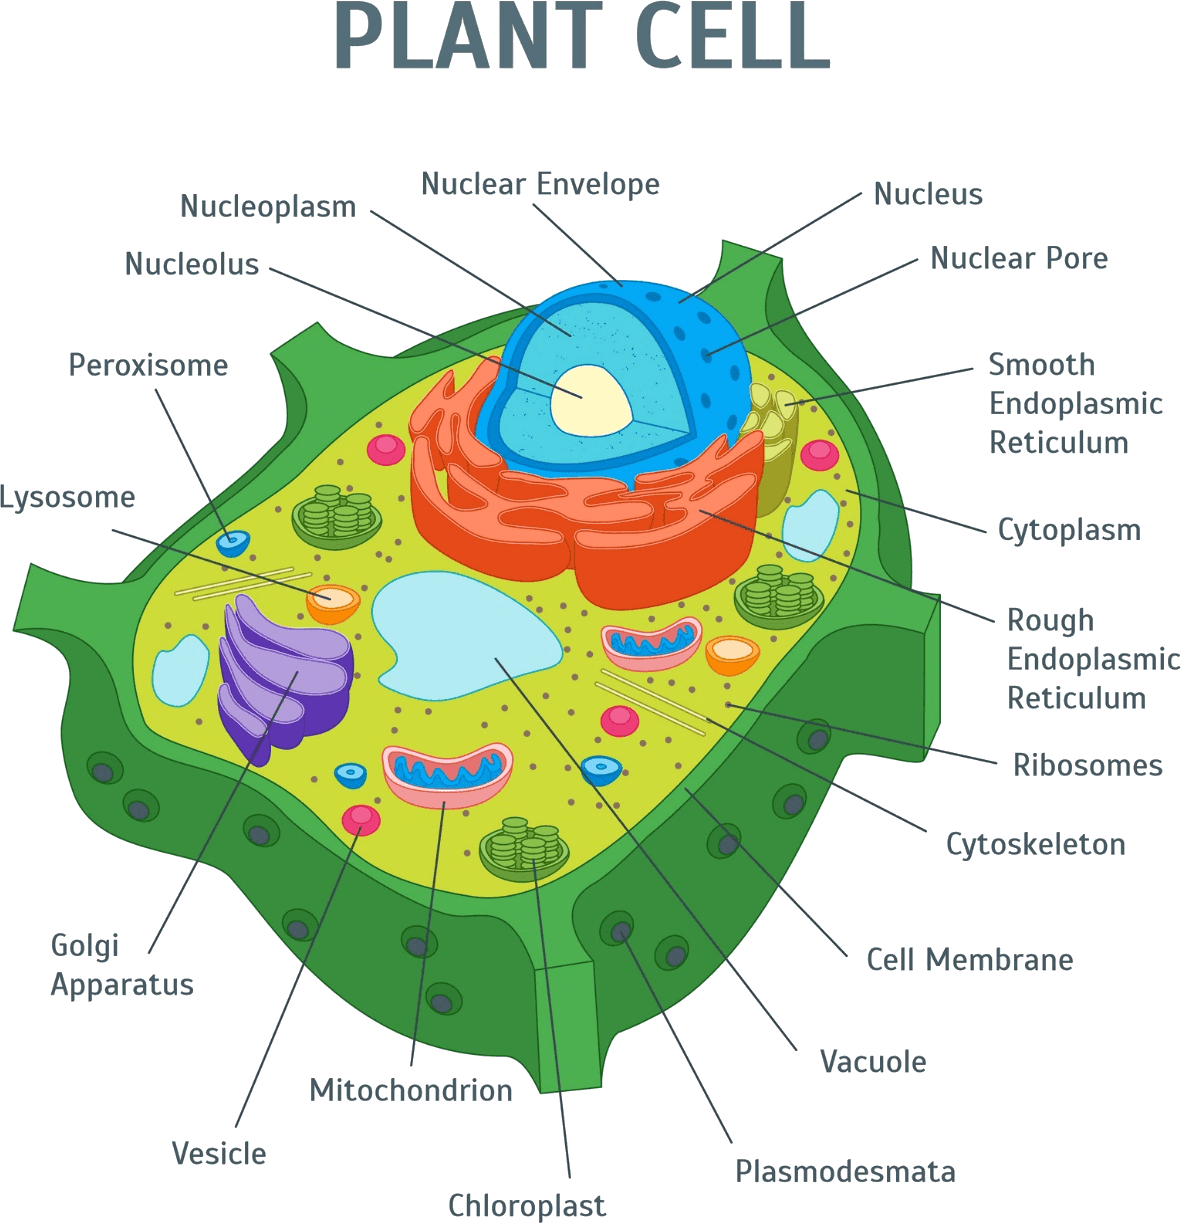 PLANT CELL
Nuclear Envelope
Nucleoplasm
Nucleus
Nucleolus
Nuclear Pore
Peroxisome
Smooth
Endoplasmic
Reticulum
Lysosome
Cytoplasm
Rough
Endoplasmic
Reticulum
Ribosomes
Cytoskeleton
Golgi
Apparatus
Cell Membrane
Vacuole
Mitochondrion
Vesicle
Plasmodesmata
Chloroplast